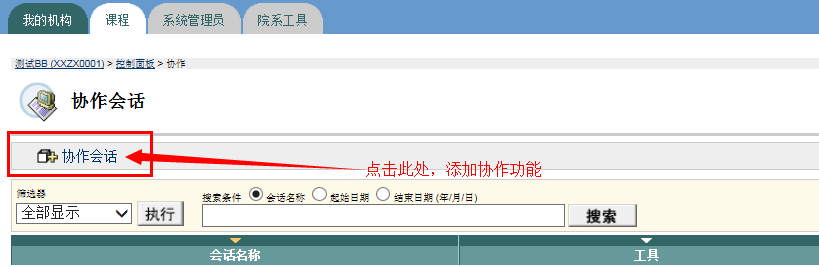 我的机构 课程 系统管理员 院系工具
测试BB (XXZX0001) > 控制面板 > 协作
协作会话
协作会话
点击此处，添加协作功能
筛选器
全部显示 执行
搜索条件 会话名称 起始日期 结束日期 (年/月/日)
搜索
会话名称 工具